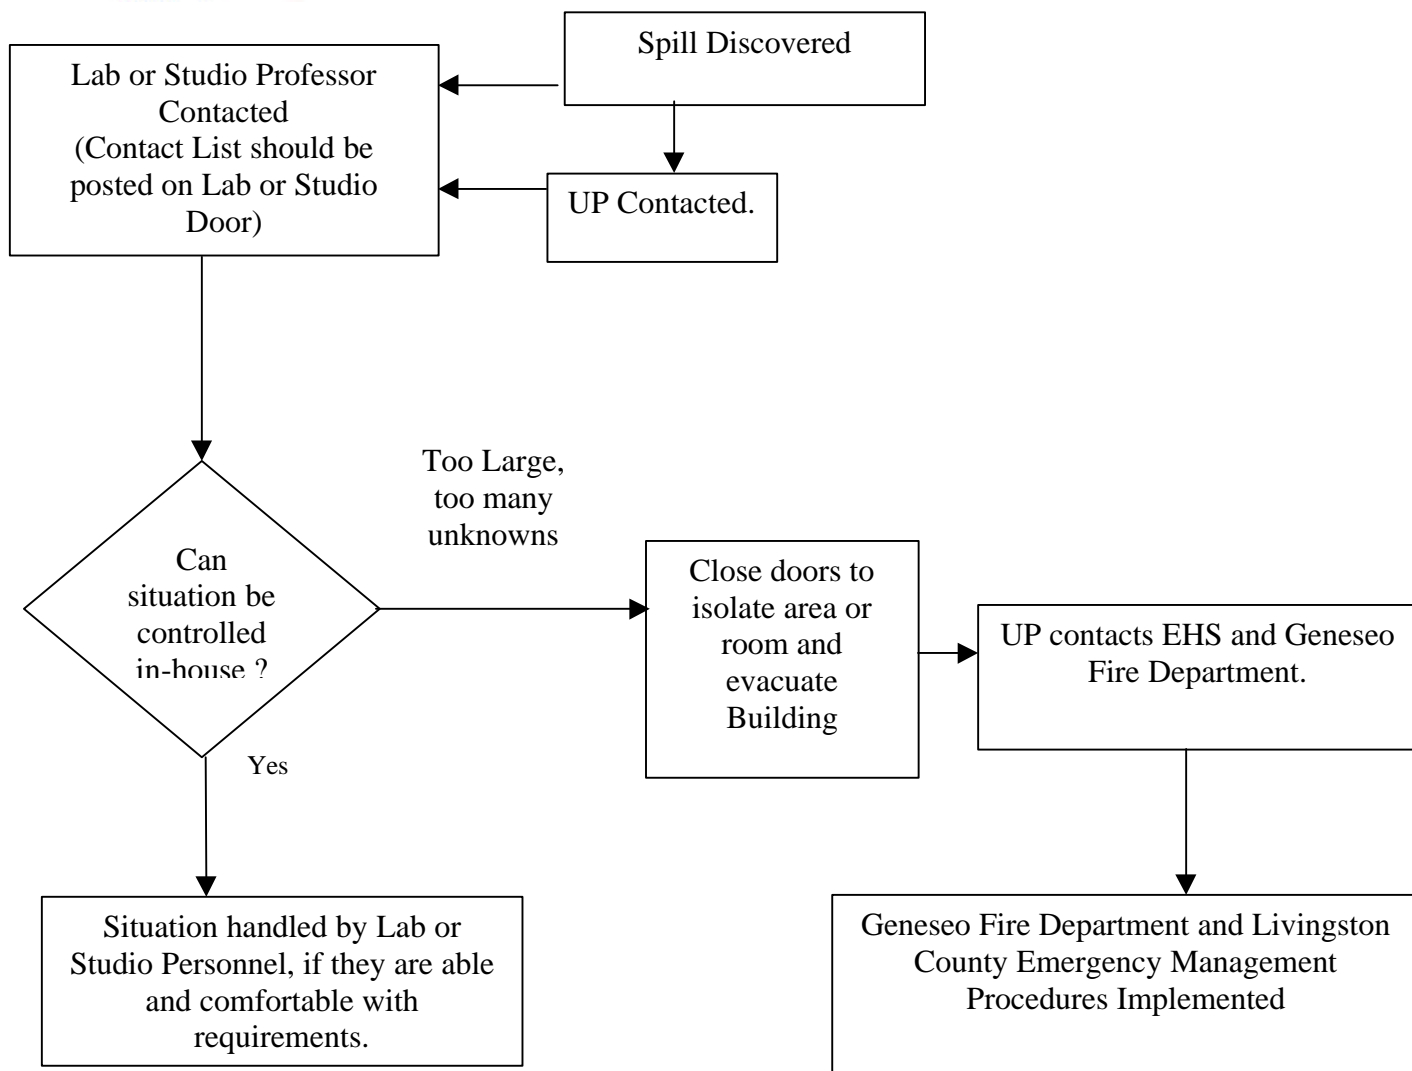 Spill Discovered
Lab or Studio Professor
Contacted
(Contact List should be
posted on Lab or Studio
Door)
UP Contacted.
Too Large,
too many
unknowns
Can
situation be
controlled
in-house ?
Close doors to
isolate area or
room and
evacuate
Building
UP contacts EHS and Geneseo
Fire Department.
Yes
Situation handled by Lab or
Studio Personnel, if they are able
and comfortable with
requirements.
Geneseo Fire Department and Livingston
County Emergency Management
Procedures Implemented